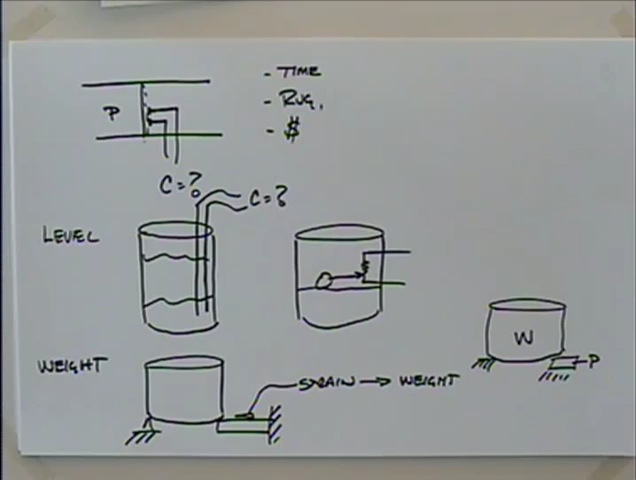 - TIME
P
- RUG.
- $
C=?
C=?
LEVEL
W
WEIGHT
P
STRAIN → WEIGHT